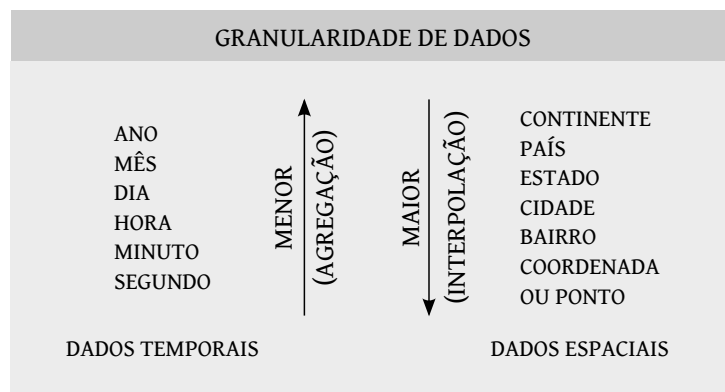 GRANULARIDADE DE DADOS
ANO
MÊS
DIA
HORA
MINUTO
SEGUNDO
MENOR
(AGREGAÇÃO)
MAIOR
(INTERPOLAÇÃO)
CONTINENTE
PAÍS
ESTADO
CIDADE
BAIRRO
COORDENADA
OU PONTO
DADOS TEMPORAIS
DADOS ESPACIAIS